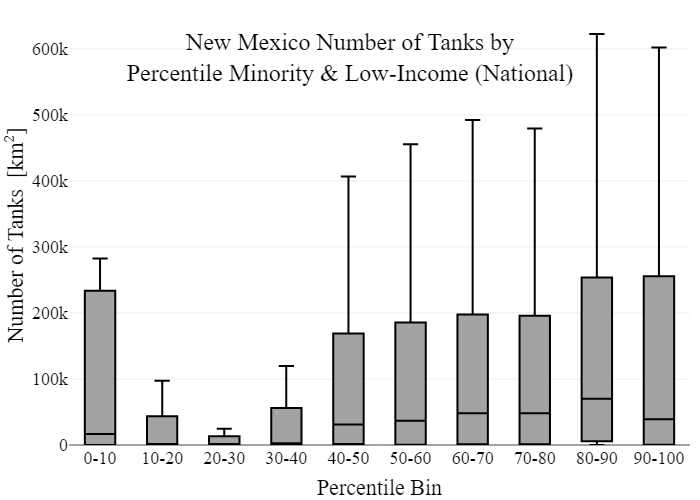 New Mexico Number of Tanks by
Percentile Minority & Low-Income (National)
Number of Tanks [km²]
600k
500k
400k
300k
200k
100k
0
0-10 10-20 20-30 30-40 40-50 50-60 60-70 70-80 80-90 90-100
Percentile Bin